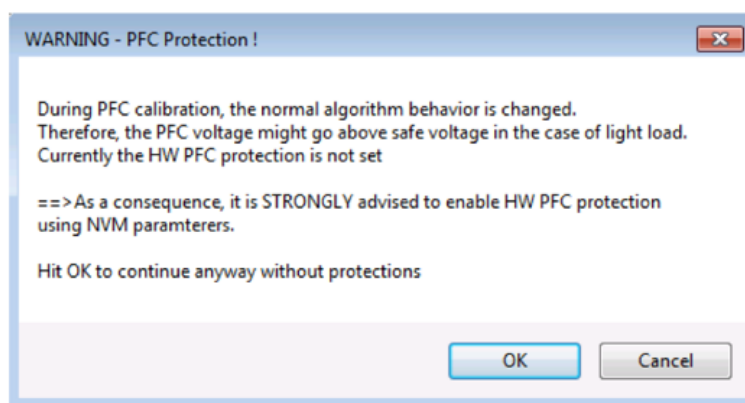 WARNING - PFC Protection !
During PFC calibration, the normal algorithm behavior is changed.
Therefore, the PFC voltage might go above safe voltage in the case of light load.
Currently the HW PFC protection is not set
==>As a consequence, it is STRONGLY advised to enable HW PFC protection
using NVM paramterers.
Hit OK to continue anyway without protections
OK
Cancel